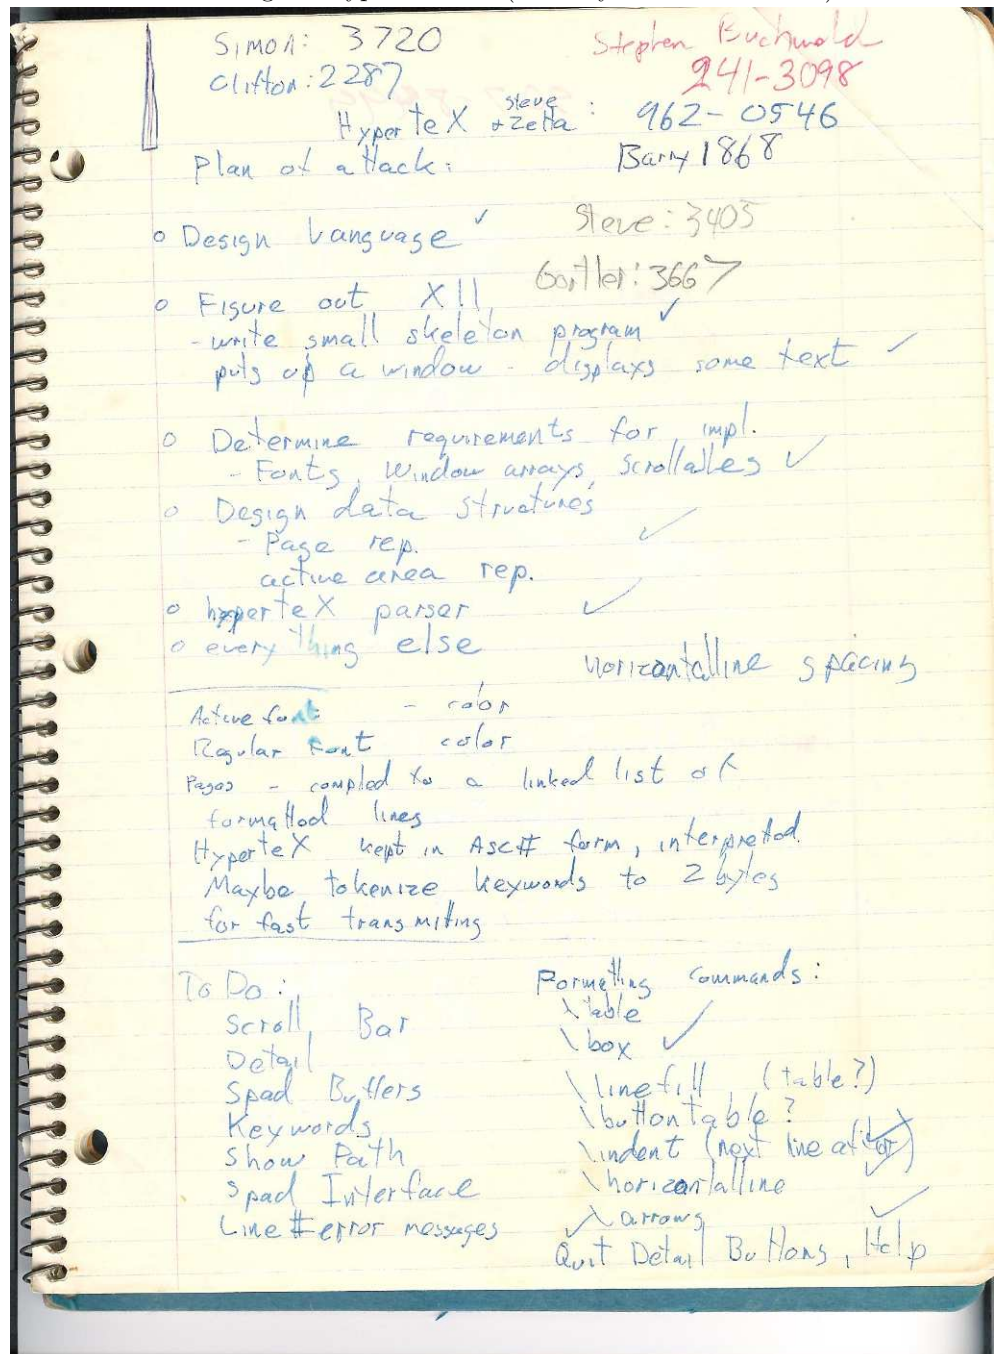 Simon: 3720
Stephen Buchwald
Clifton: 2287
241-3098
HyperteX steve + Zelta : 962-0546
Plan of attack:
Barry 1868
Steve: 3405
o Design Language ✓
Gortler: 3667
o Figure out X11
- write small skeleton program ✓
puts up a window - displays some text ✓
o Determine requirements for impl.
- Fonts, Window arrays, scrollables ✓
o Design data structures
- Page rep. ✓
active area rep.
o hyperteX parser ✓
o everything else
horizontalline spacing
Active font - color
Regular Font color
Pages - compled to a linked list of
formatted lines
HyperteX kept in ASCII form, interpreted.
Maybe tokenize keywords to 2 bytes
for fast transmiting
To Do:
Scroll Bar
Detail
Spad Buffers
Keywords
Show Path
Spad Interface
Line # error messages
Formatting Commands:
\table
\box ✓
\linefill (table?)
\buttontable?
\indent (next line at
\horizontalline
✓ \arrows
Quit Detail Buttons, Help ✓